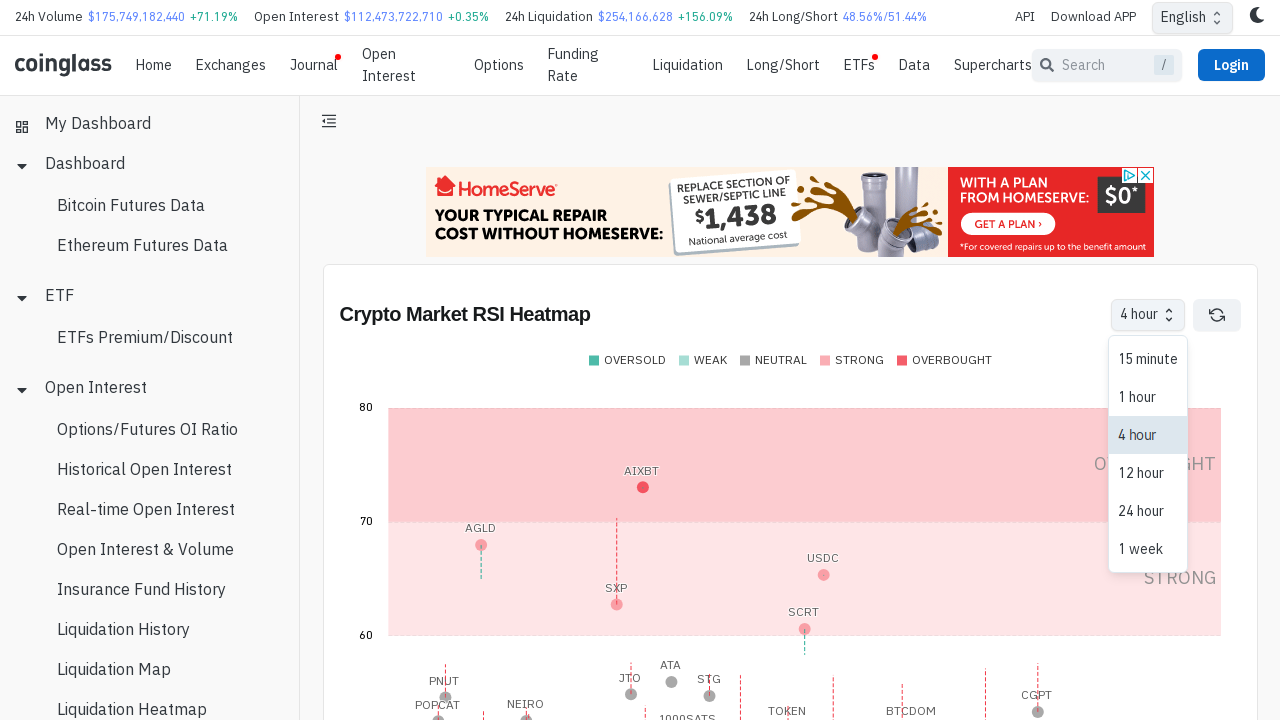 24h Volume $175,749,182,440 +71.19% Open Interest $112,473,722,710 +0.35% 24h Liquidation $254,166,628 +156.09% 24h Long/Short 48.56%/51.44% API Download APP English
coinglass Home Exchanges Journal Open Interest Options Funding Rate Liquidation Long/Short ETFs Data Supercharts Search / Login
My Dashboard
Dashboard
Bitcoin Futures Data
Ethereum Futures Data
ETF
ETFs Premium/Discount
Open Interest
Options/Futures OI Ratio
Historical Open Interest
Real-time Open Interest
Open Interest & Volume
Insurance Fund History
Liquidation History
Liquidation Map
Liquidation Heatmap
HomeServe
YOUR TYPICAL REPAIR
COST WITHOUT HOMESERVE:
REPLACE SECTION OF
SEWER/SEPTIC LINE
$1,438
National average cost
WITH A PLAN
FROM HOMESERVE:
$0*
GET A PLAN ›
*For covered repairs up to the benefit amount
Crypto Market RSI Heatmap
4 hour
OVERSOLD WEAK NEUTRAL STRONG OVERBOUGHT
15 minute
1 hour
4 hour
12 hour
24 hour
1 week
80
AIXBT
70
AGLD
USDC
STRONG
SXP
SCRT
60
ATA
JTO
STG
PNUT
CGPT
POPCAT
NEIRO
TOKEN
BTCDOM
1000SATS